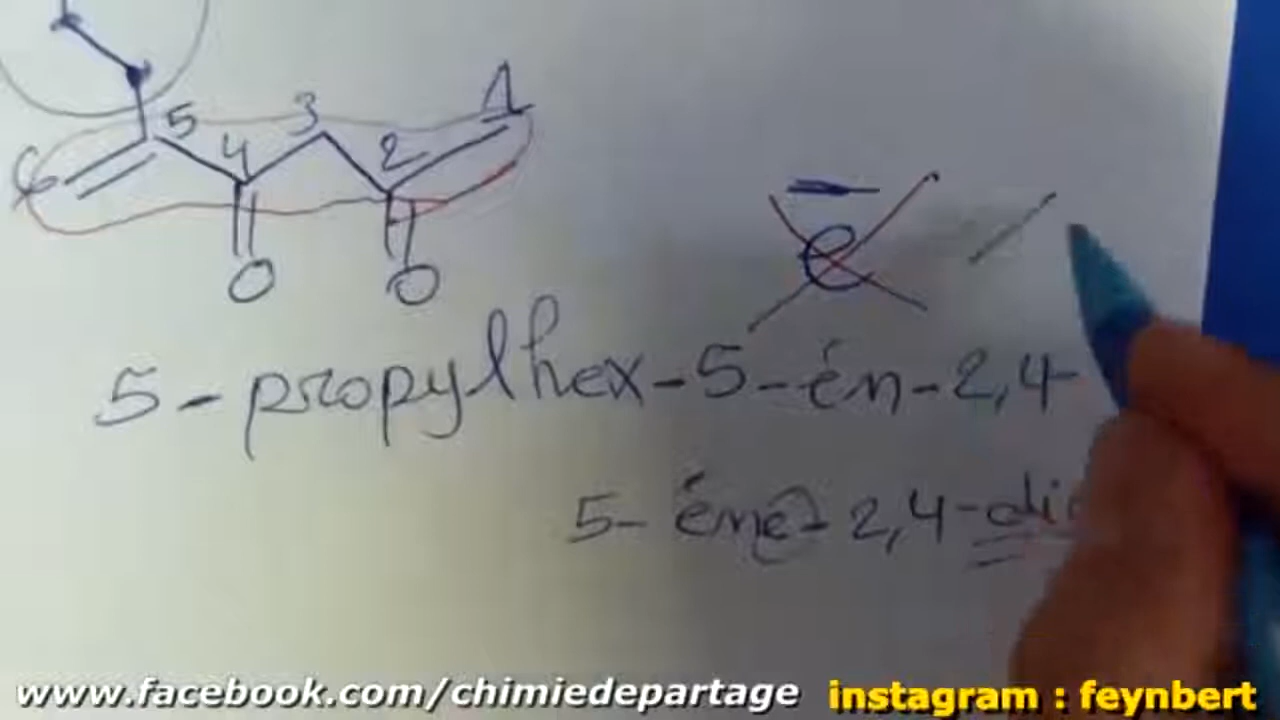 1
5 3
6 4 2
O O
e
5-propylhex-5-én-2,4-
5-éne-2,4-
www.facebook.com/chimiedepartage
instagram : feynbert